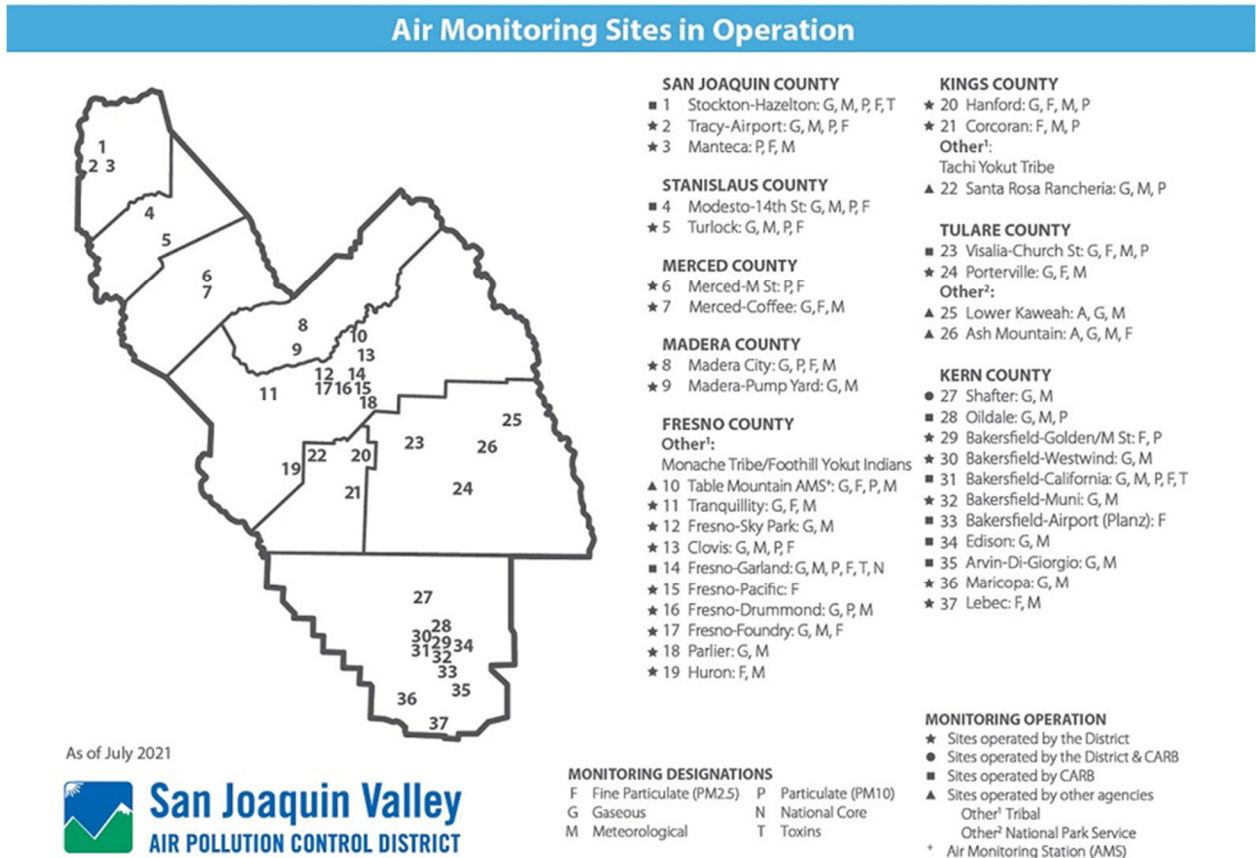 Air Monitoring Sites in Operation
SAN JOAQUIN COUNTY
■ 1 Stockton-Hazelton: G, M, P, F, T
★ 2 Tracy-Airport: G, M, P, F
★ 3 Manteca: P, F, M
STANISLAUS COUNTY
■ 4 Modesto-14th St: G, M, P, F
★ 5 Turlock: G, M, P, F
MERCED COUNTY
★ 6 Merced-M St: P, F
★ 7 Merced-Coffee: G, F, M
MADERA COUNTY
★ 8 Madera City: G, P, F, M
★ 9 Madera-Pump Yard: G, M
FRESNO COUNTY
Other¹:
Monache Tribe/Foothill Yokut Indians
▲ 10 Table Mountain AMS⁺: G, F, P, M
★ 11 Tranquillity: G, F, M
★ 12 Fresno-Sky Park: G, M
★ 13 Clovis: G, M, P, F
■ 14 Fresno-Garland: G, M, P, F, T, N
★ 15 Fresno-Pacific: F
★ 16 Fresno-Drummond: G, P, M
★ 17 Fresno-Foundry: G, M, F
★ 18 Parlier: G, M
★ 19 Huron: F, M
KINGS COUNTY
★ 20 Hanford: G, F, M, P
★ 21 Corcoran: F, M, P
Other¹:
Tachi Yokut Tribe
▲ 22 Santa Rosa Rancheria: G, M, P
TULARE COUNTY
■ 23 Visalia-Church St: G, F, M, P
★ 24 Porterville: G, F, M
Other²:
▲ 25 Lower Kaweah: A, G, M
▲ 26 Ash Mountain: A, G, M, F
KERN COUNTY
● 27 Shafter: G, M
■ 28 Oildale: G, M, P
★ 29 Bakersfield-Golden/M St: F, P
★ 30 Bakersfield-Westwind: G, M
■ 31 Bakersfield-California: G, M, P, F, T
★ 32 Bakersfield-Muni: G, M
■ 33 Bakersfield-Airport (Planz): F
■ 34 Edison: G, M
■ 35 Arvin-Di-Giorgio: G, M
★ 36 Maricopa: G, M
★ 37 Lebec: F, M
1
2 3
4
5
6
7
8
9
10
13
12 14
11 17 16 15
18
25
23 26
19 22 20
21 24
27
28
30 29 34
31 32
33
35
36
37
As of July 2021
San Joaquin Valley
AIR POLLUTION CONTROL DISTRICT
MONITORING DESIGNATIONS
F Fine Particulate (PM2.5) P Particulate (PM10)
G Gaseous N National Core
M Meteorological T Toxins
MONITORING OPERATION
★ Sites operated by the District
● Sites operated by the District & CARB
■ Sites operated by CARB
▲ Sites operated by other agencies
Other¹ Tribal
Other² National Park Service
⁺ Air Monitoring Station (AMS)